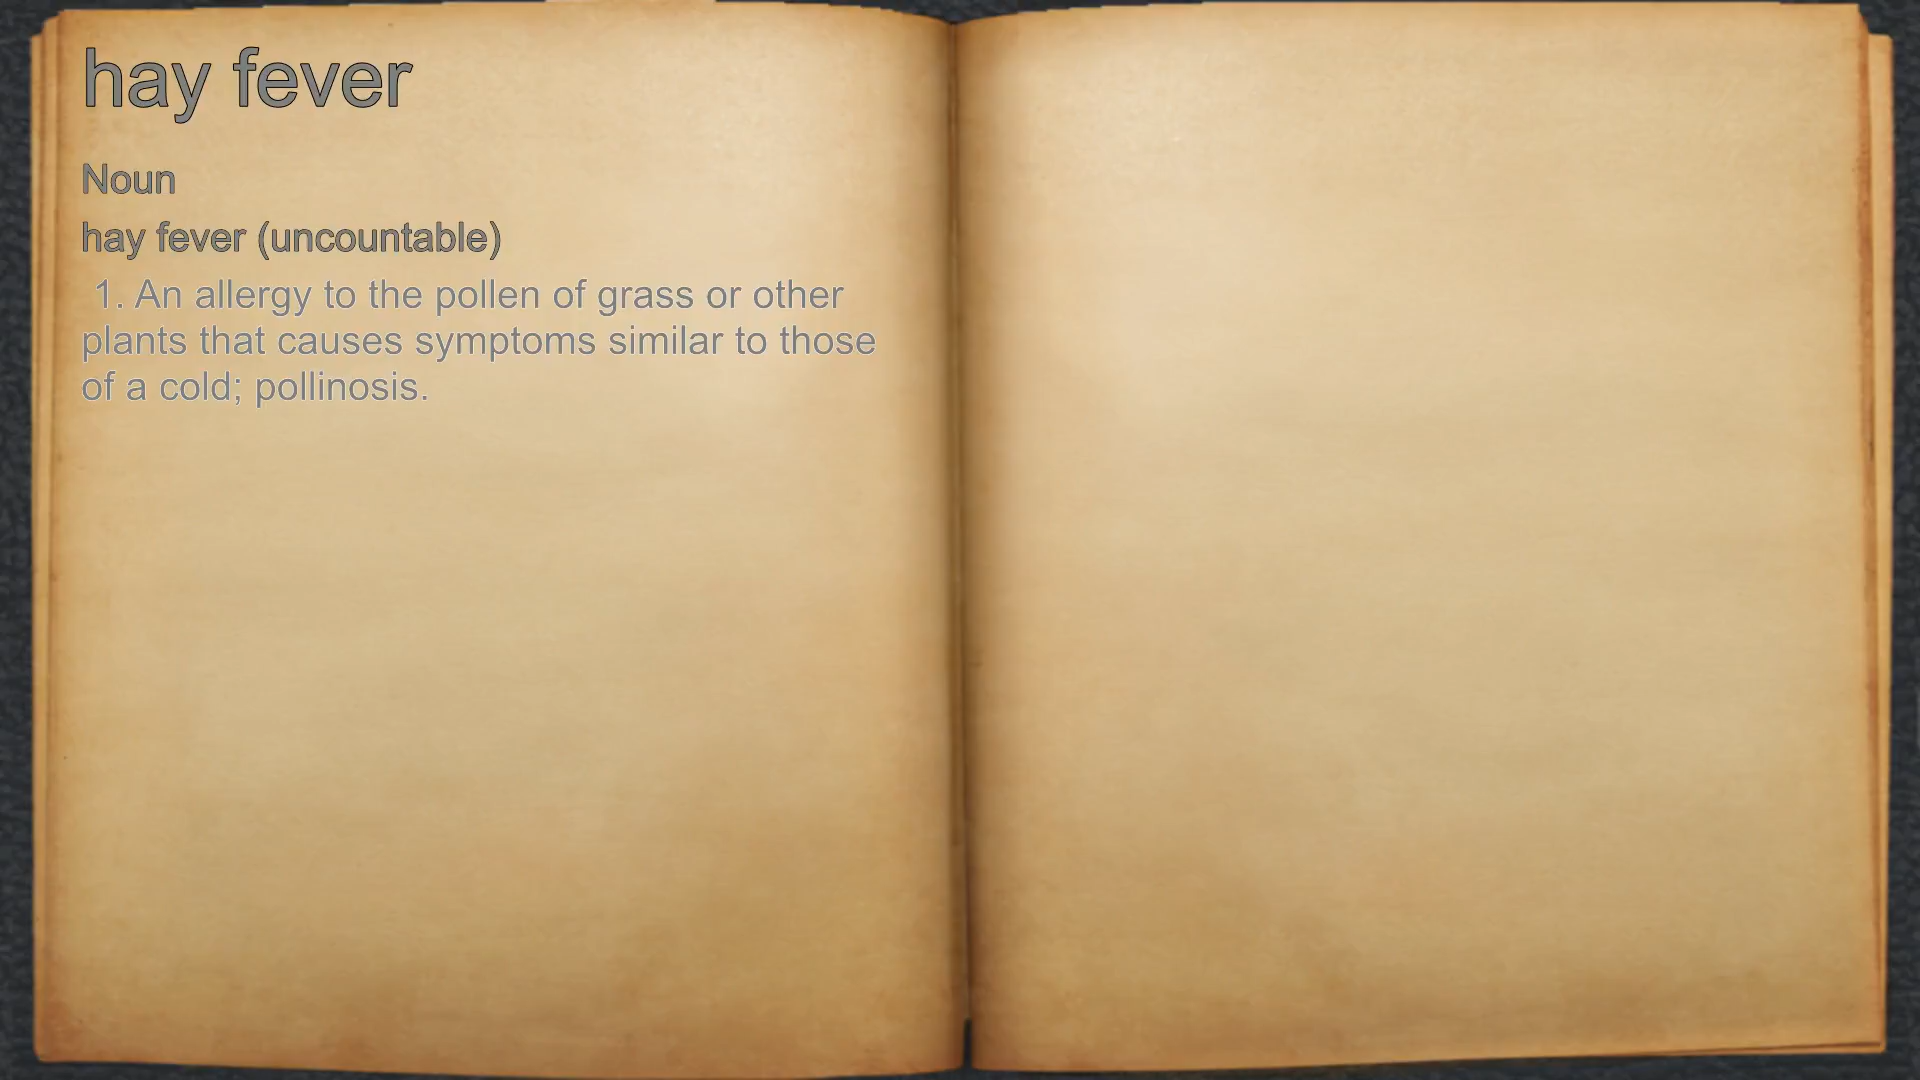 hay fever
Noun
hay fever (uncountable)
1. An allergy to the pollen of grass or other
plants that causes symptoms similar to those
of a cold; pollinosis.